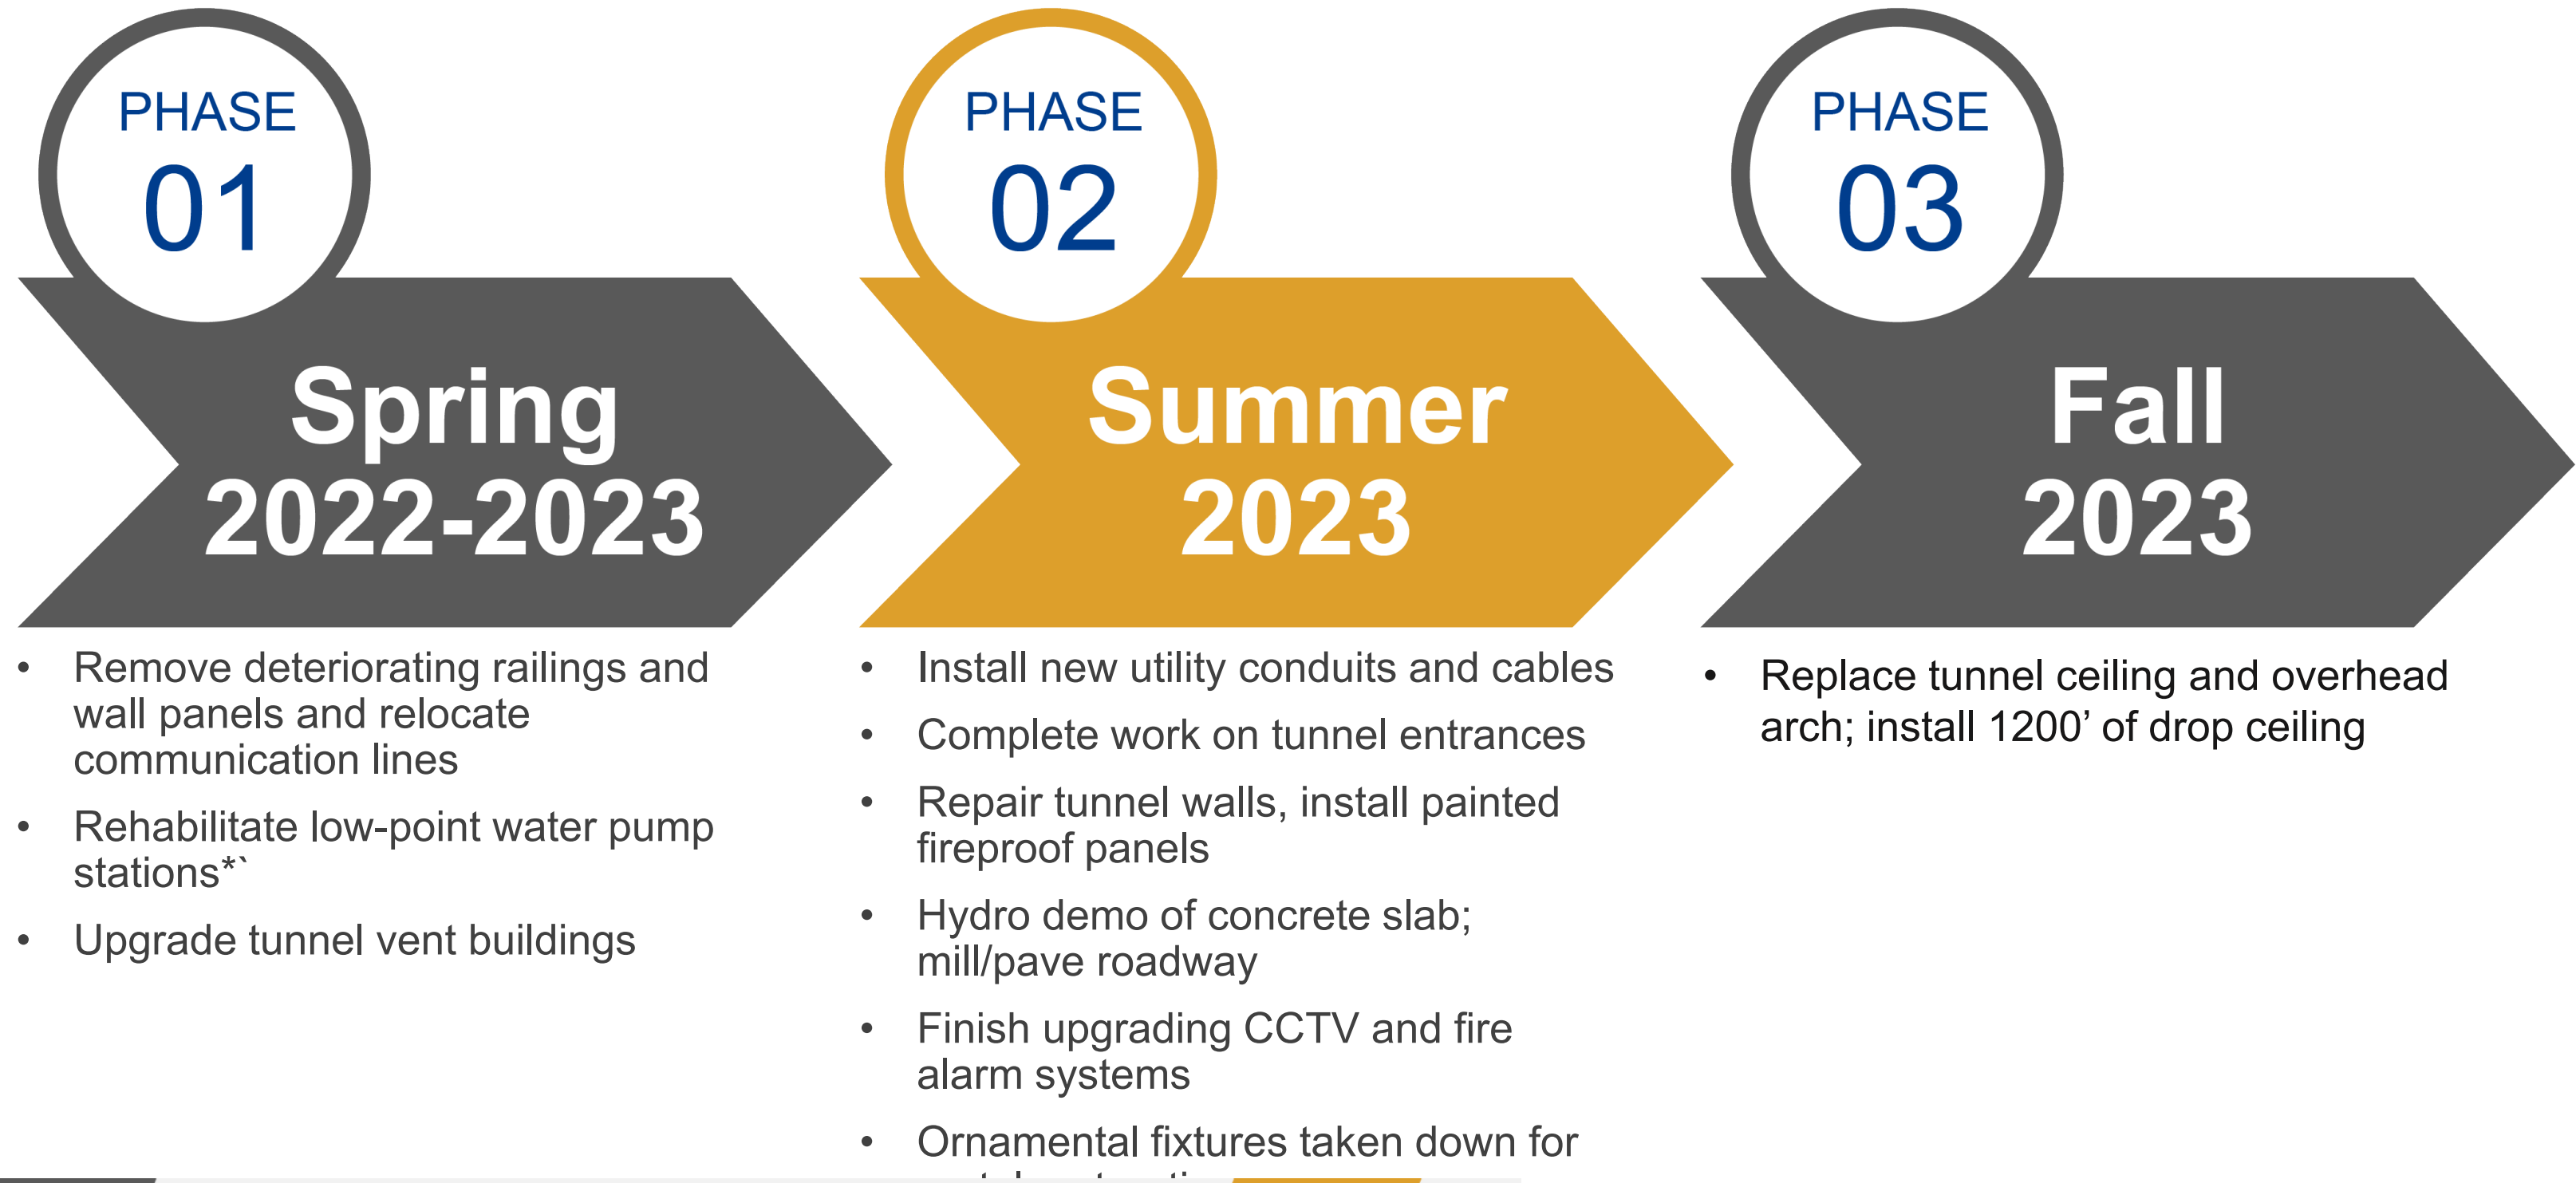 PHASE
01
Spring
2022-2023
• Remove deteriorating railings and
wall panels and relocate
communication lines
• Rehabilitate low-point water pump
stations*`
• Upgrade tunnel vent buildings
PHASE
02
Summer
2023
• Install new utility conduits and cables
• Complete work on tunnel entrances
• Repair tunnel walls, install painted
fireproof panels
• Hydro demo of concrete slab;
mill/pave roadway
• Finish upgrading CCTV and fire
alarm systems
• Ornamental fixtures taken down for
PHASE
03
Fall
2023
• Replace tunnel ceiling and overhead
arch; install 1200’ of drop ceiling